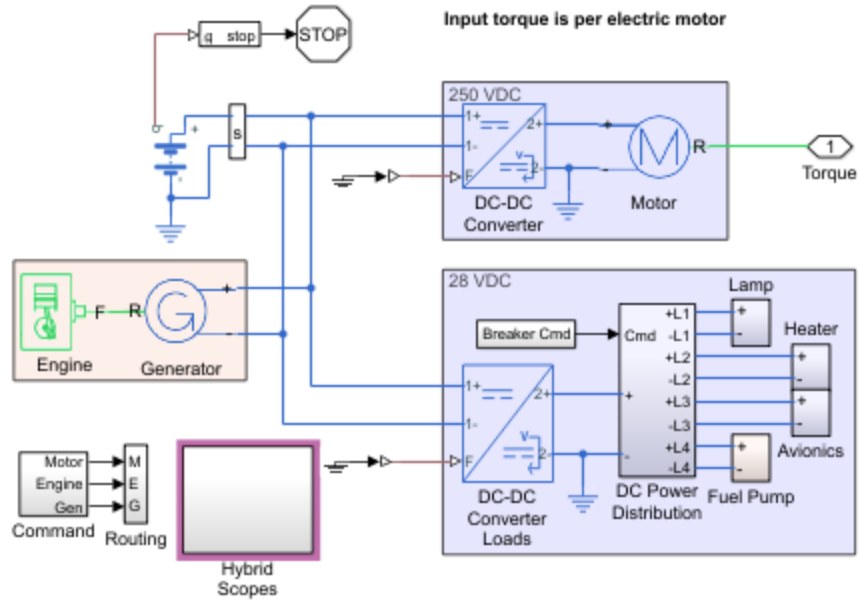 Input torque is per electric motor
q stop
STOP
+
s
-
250 VDC
1+
2+
+
1-
M
R
1
V
2-
-
F
Torque
DC-DC
Converter
Motor
+
F
R
G
-
Engine
Generator
28 VDC
Lamp
+L1
+
Breaker Cmd
Cmd
-L1
-
Heater
+L2
+
-L2
-
1+
2+
+
+L3
+
-L3
-
1-
V
Avionics
+L4
+
F
2-
-
-L4
-
DC-DC
Converter
Loads
DC Power
Distribution
Fuel Pump
Motor
M
Engine
E
Gen
G
Command
Routing
Hybrid
Scopes